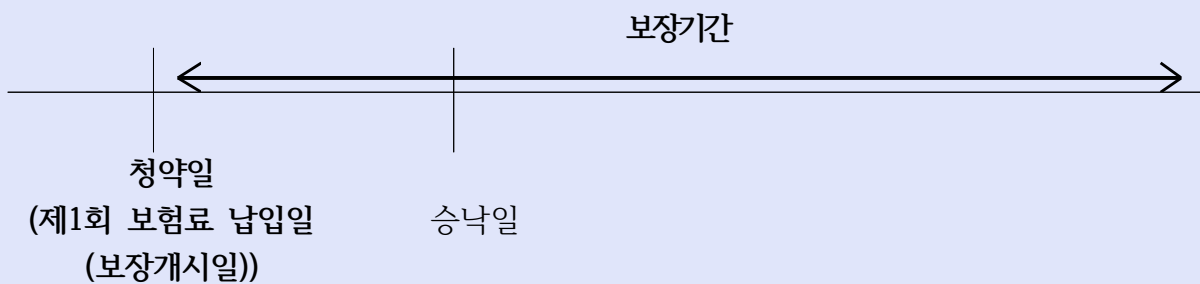 보장기간
청약일
(제1회 보험료 납입일
(보장개시일))
승낙일